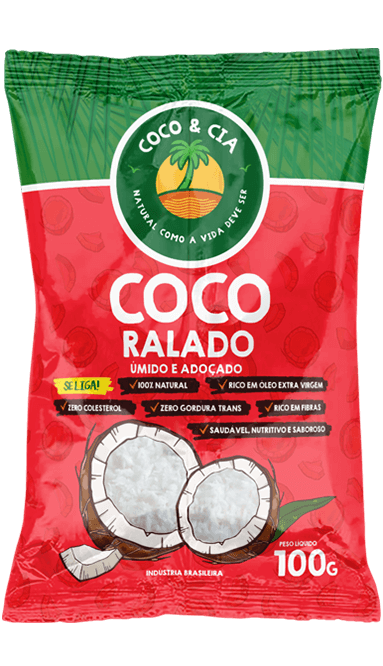 COCO & CIA
NATURAL COMO A VIDA DEVE SER
COCO
RALADO
ÚMIDO E ADOÇADO
SE LIGA!
100% NATURAL
RICO EM ÓLEO EXTRA VIRGEM
ZERO COLESTEROL
ZERO GORDURA TRANS
RICO EM FIBRAS
SAUDÁVEL, NUTRITIVO E SABOROSO
PESO LÍQUIDO
100G
INDÚSTRIA BRASILEIRA